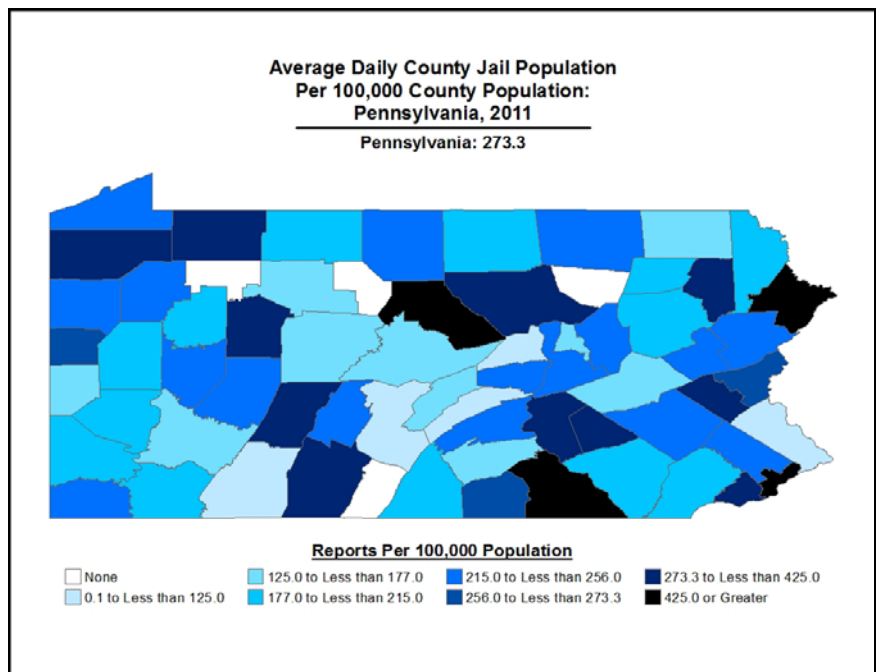 Average Daily County Jail Population
Per 100,000 County Population:
Pennsylvania, 2011
Pennsylvania: 273.3
Reports Per 100,000 Population
None
125.0 to Less than 177.0
215.0 to Less than 256.0
273.3 to Less than 425.0
0.1 to Less than 125.0
177.0 to Less than 215.0
256.0 to Less than 273.3
425.0 or Greater